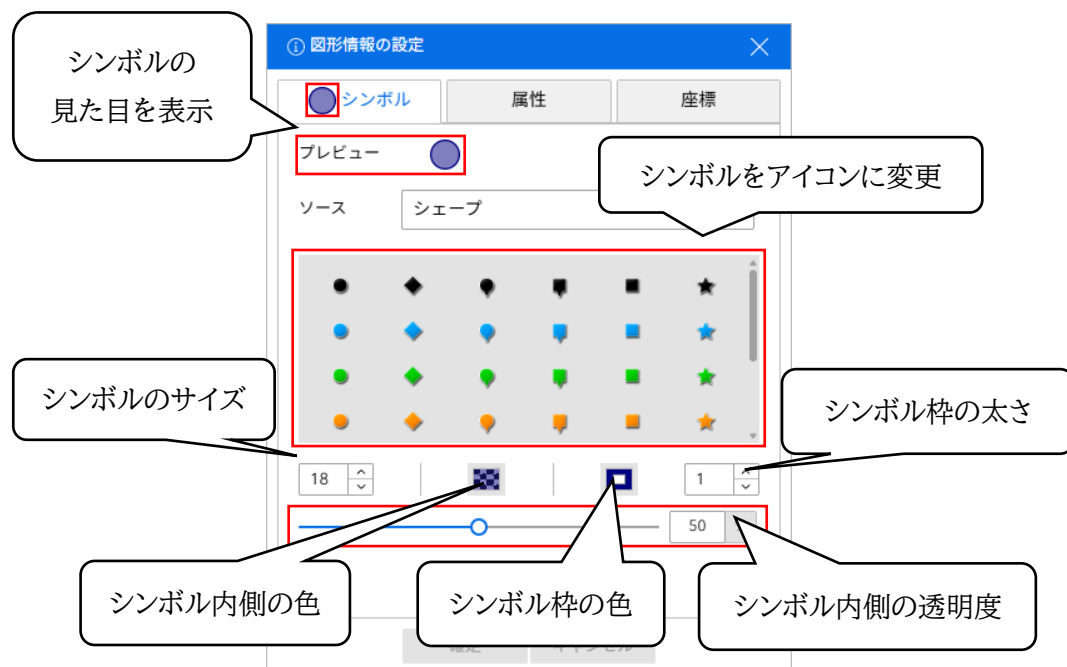 シンボルの
見た目を表示
図形情報の設定
シンボル
属性
座標
プレビュー
シンボルをアイコンに変更
ソース
シェープ
シンボルのサイズ
シンボル枠の太さ
18
1
50
シンボル内側の色
シンボル枠の色
シンボル内側の透明度